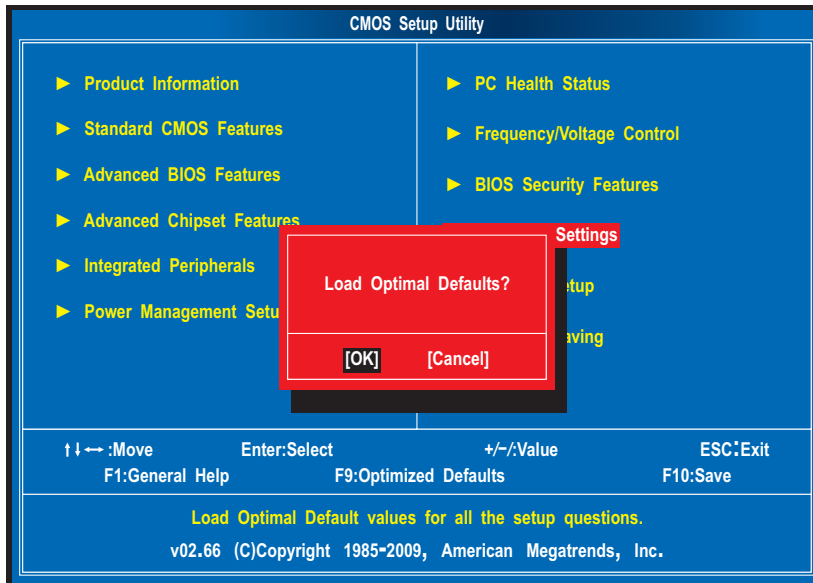 CMOS Setup Utility
► Product Information
► Standard CMOS Features
► Advanced BIOS Features
► Advanced Chipset Features
► Integrated Peripherals
► Power Management Setu
► PC Health Status
► Frequency/Voltage Control
► BIOS Security Features
Settings
etup
aving
Load Optimal Defaults?
[OK] [Cancel]
↑↓←→:Move Enter:Select +/-/:Value ESC:Exit
F1:General Help F9:Optimized Defaults F10:Save
Load Optimal Default values for all the setup questions.
v02.66 (C)Copyright 1985-2009, American Megatrends, Inc.